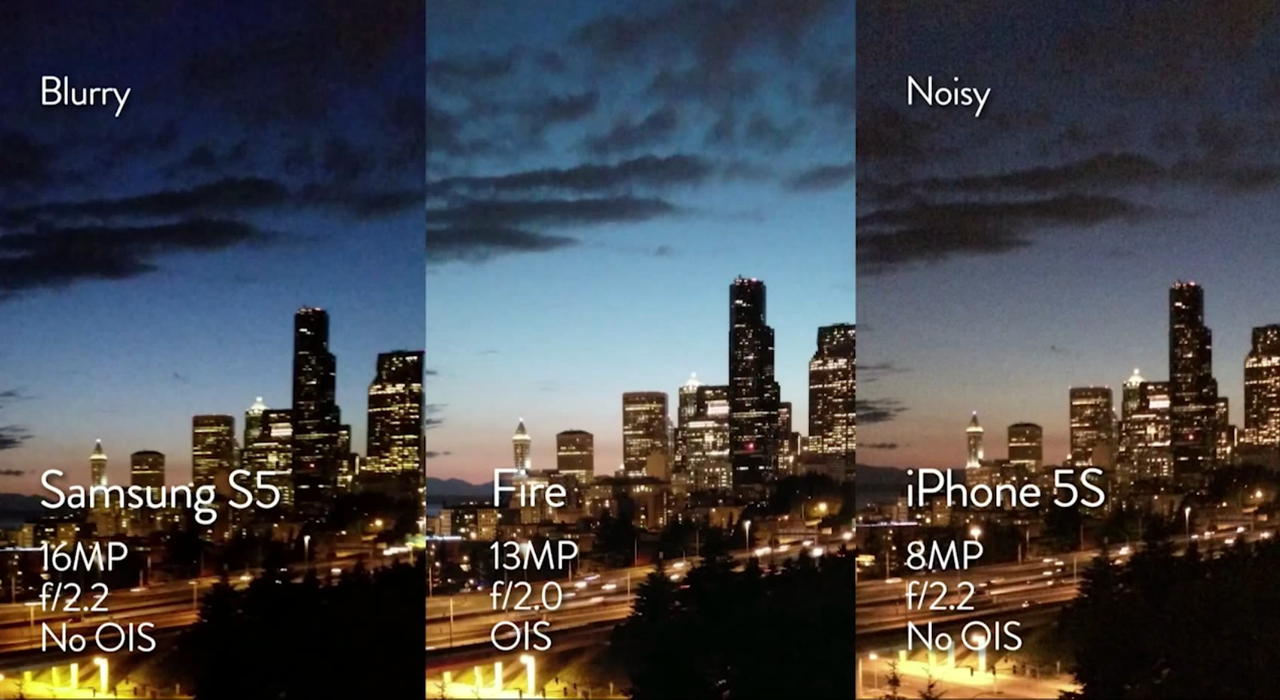 Blurry
Samsung S5
16MP
f/2.2
No OIS
Fire
13MP
f/2.0
OIS
Noisy
iPhone 5S
8MP
f/2.2
No OIS